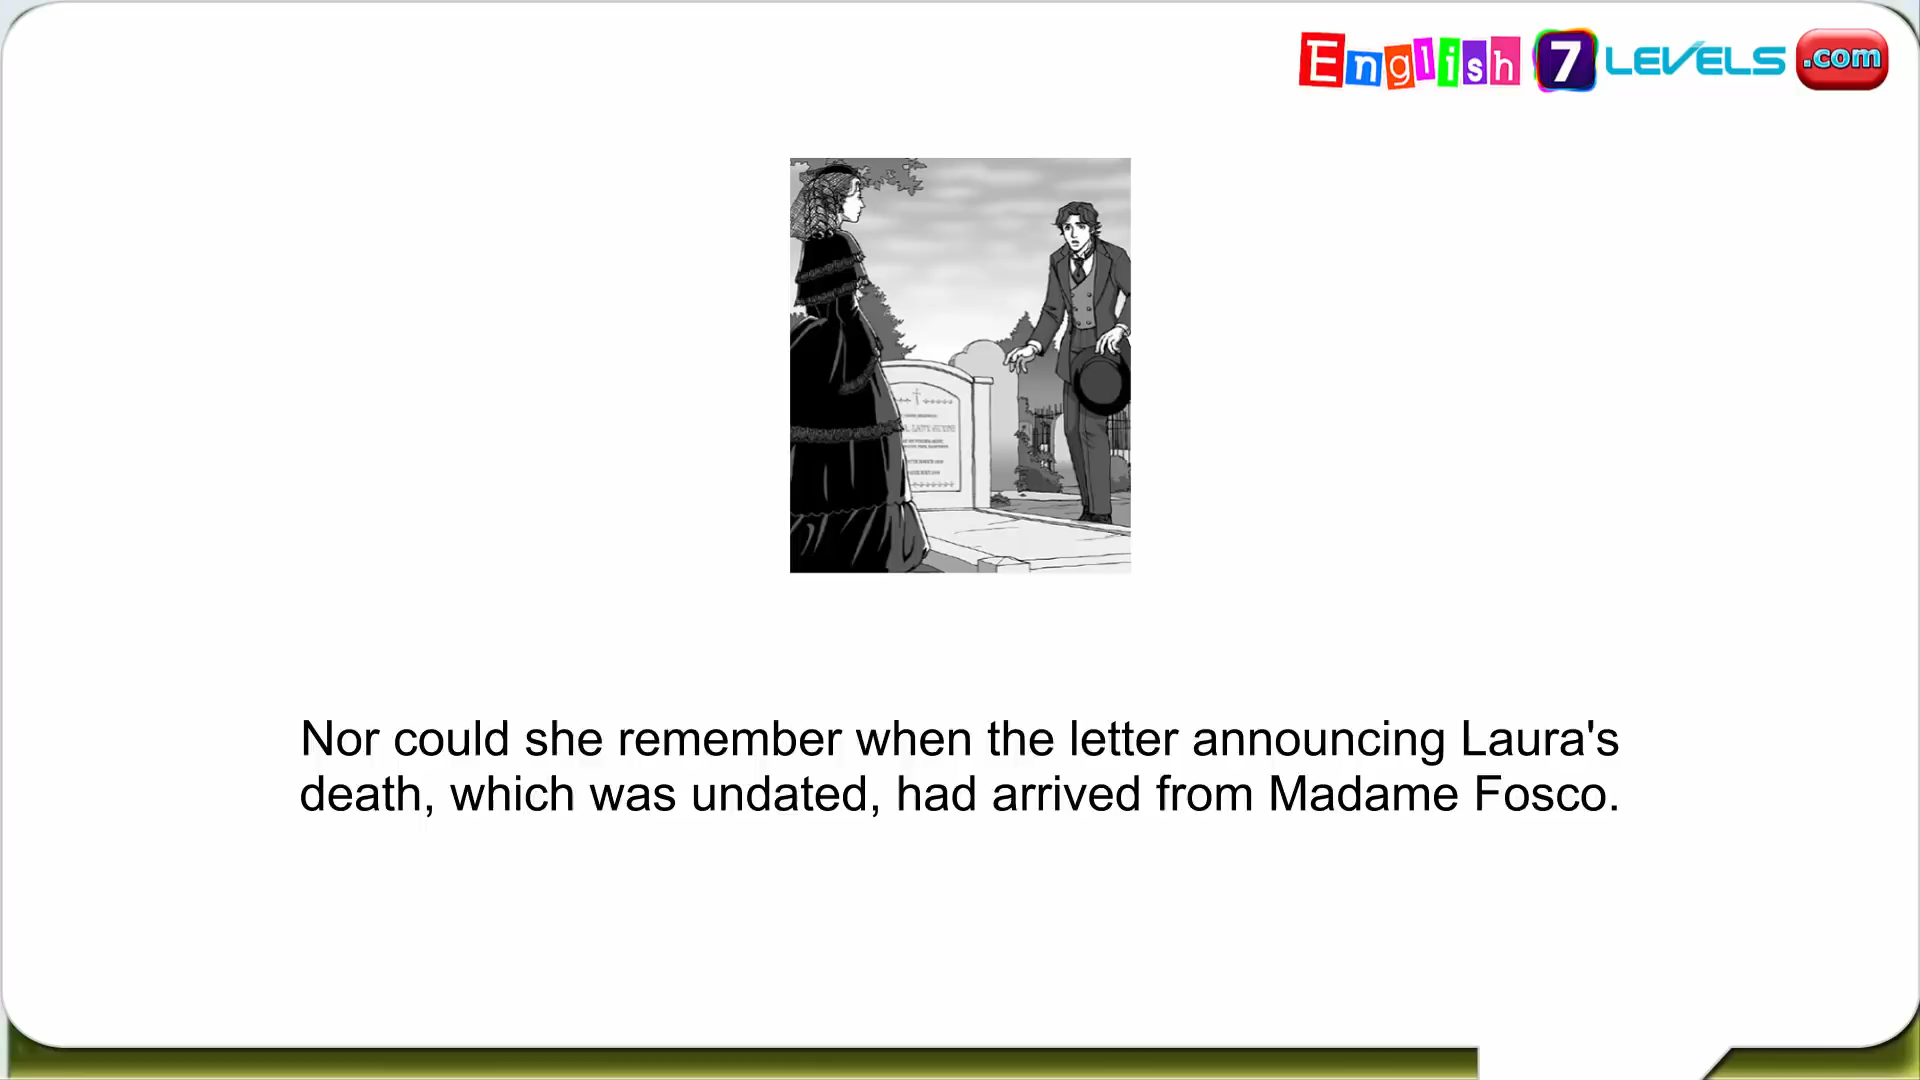 English 7 LEVELS .com
Nor could she remember when the letter announcing Laura's
death, which was undated, had arrived from Madame Fosco.